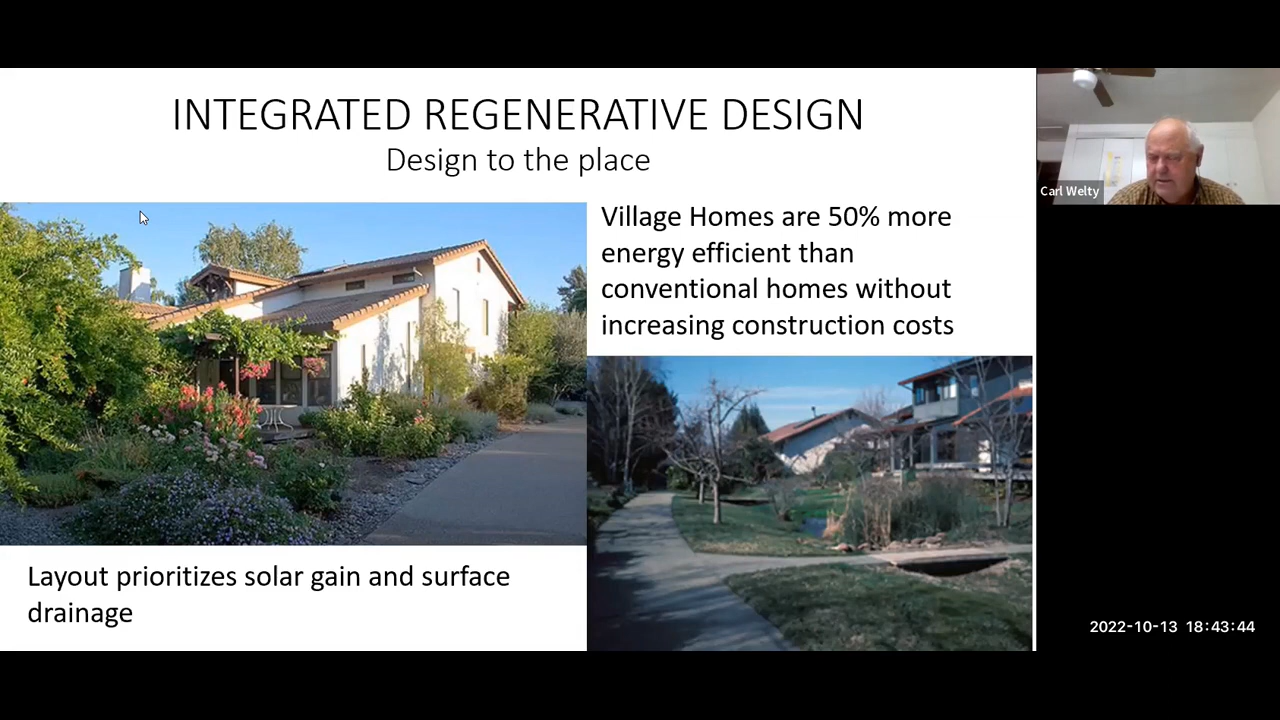 INTEGRATED REGENERATIVE DESIGN
Design to the place
Village Homes are 50% more
energy efficient than
conventional homes without
increasing construction costs
Layout prioritizes solar gain and surface
drainage
Carl Welty
2022-10-13 18:43:44